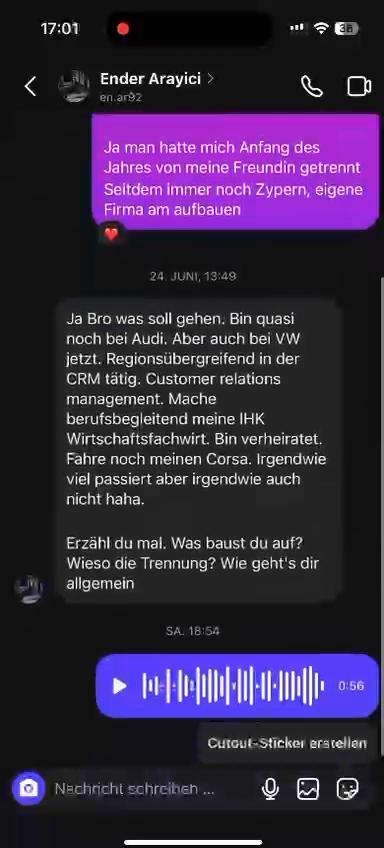 17:01
38
Ender Arayici
en.ar92
Ja man hatte mich Anfang des
Jahres von meine Freundin getrennt
Seitdem immer noch Zypern, eigene
Firma am aufbauen
24. JUNI, 13:49
Ja Bro was soll gehen. Bin quasi
noch bei Audi. Aber auch bei VW
jetzt. Regionsübergreifend in der
CRM tätig. Customer relations
management. Mache
berufsbegleitend meine IHK
Wirtschaftsfachwirt. Bin verheiratet.
Fahre noch meinen Corsa. Irgendwie
viel passiert aber irgendwie auch
nicht haha.
Erzähl du mal. Was baust du auf?
Wieso die Trennung? Wie geht's dir
allgemein
SA. 18:54
0:56
Cutout-Sticker erstellen
Nachricht schreiben ...